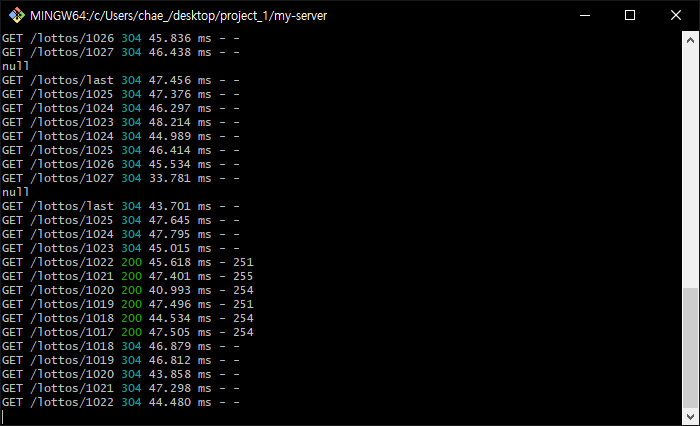 MINGW64:/c/Users/chae_/desktop/project_1/my-server
GET /lottos/1026 304 45.836 ms - -
GET /lottos/1027 304 46.438 ms - -
null
GET /lottos/last 304 47.456 ms - -
GET /lottos/1025 304 47.376 ms - -
GET /lottos/1024 304 46.297 ms - -
GET /lottos/1023 304 48.214 ms - -
GET /lottos/1024 304 44.989 ms - -
GET /lottos/1025 304 46.414 ms - -
GET /lottos/1026 304 45.534 ms - -
GET /lottos/1027 304 33.781 ms - -
null
GET /lottos/last 304 43.701 ms - -
GET /lottos/1025 304 47.645 ms - -
GET /lottos/1024 304 47.795 ms - -
GET /lottos/1023 304 45.015 ms - -
GET /lottos/1022 200 45.618 ms - 251
GET /lottos/1021 200 47.401 ms - 255
GET /lottos/1020 200 40.993 ms - 254
GET /lottos/1019 200 47.496 ms - 251
GET /lottos/1018 200 44.534 ms - 254
GET /lottos/1017 200 47.505 ms - 254
GET /lottos/1018 304 46.879 ms - -
GET /lottos/1019 304 46.812 ms - -
GET /lottos/1020 304 43.858 ms - -
GET /lottos/1021 304 47.298 ms - -
GET /lottos/1022 304 44.480 ms - -